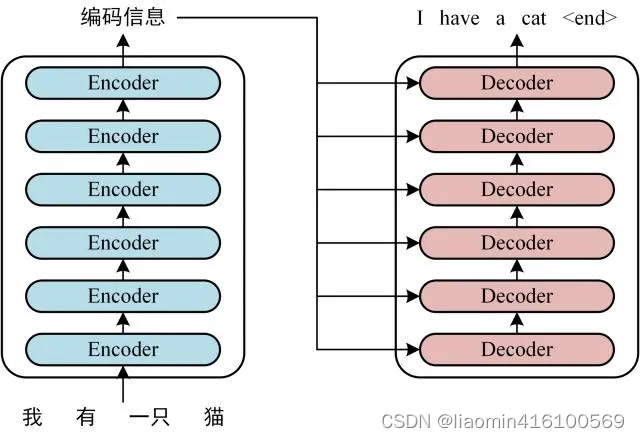 编码信息
I have a cat <end>
Encoder
Encoder
Encoder
Encoder
Encoder
Encoder
Decoder
Decoder
Decoder
Decoder
Decoder
Decoder
我 有 一只 猫
CSDN @liaomin416100569